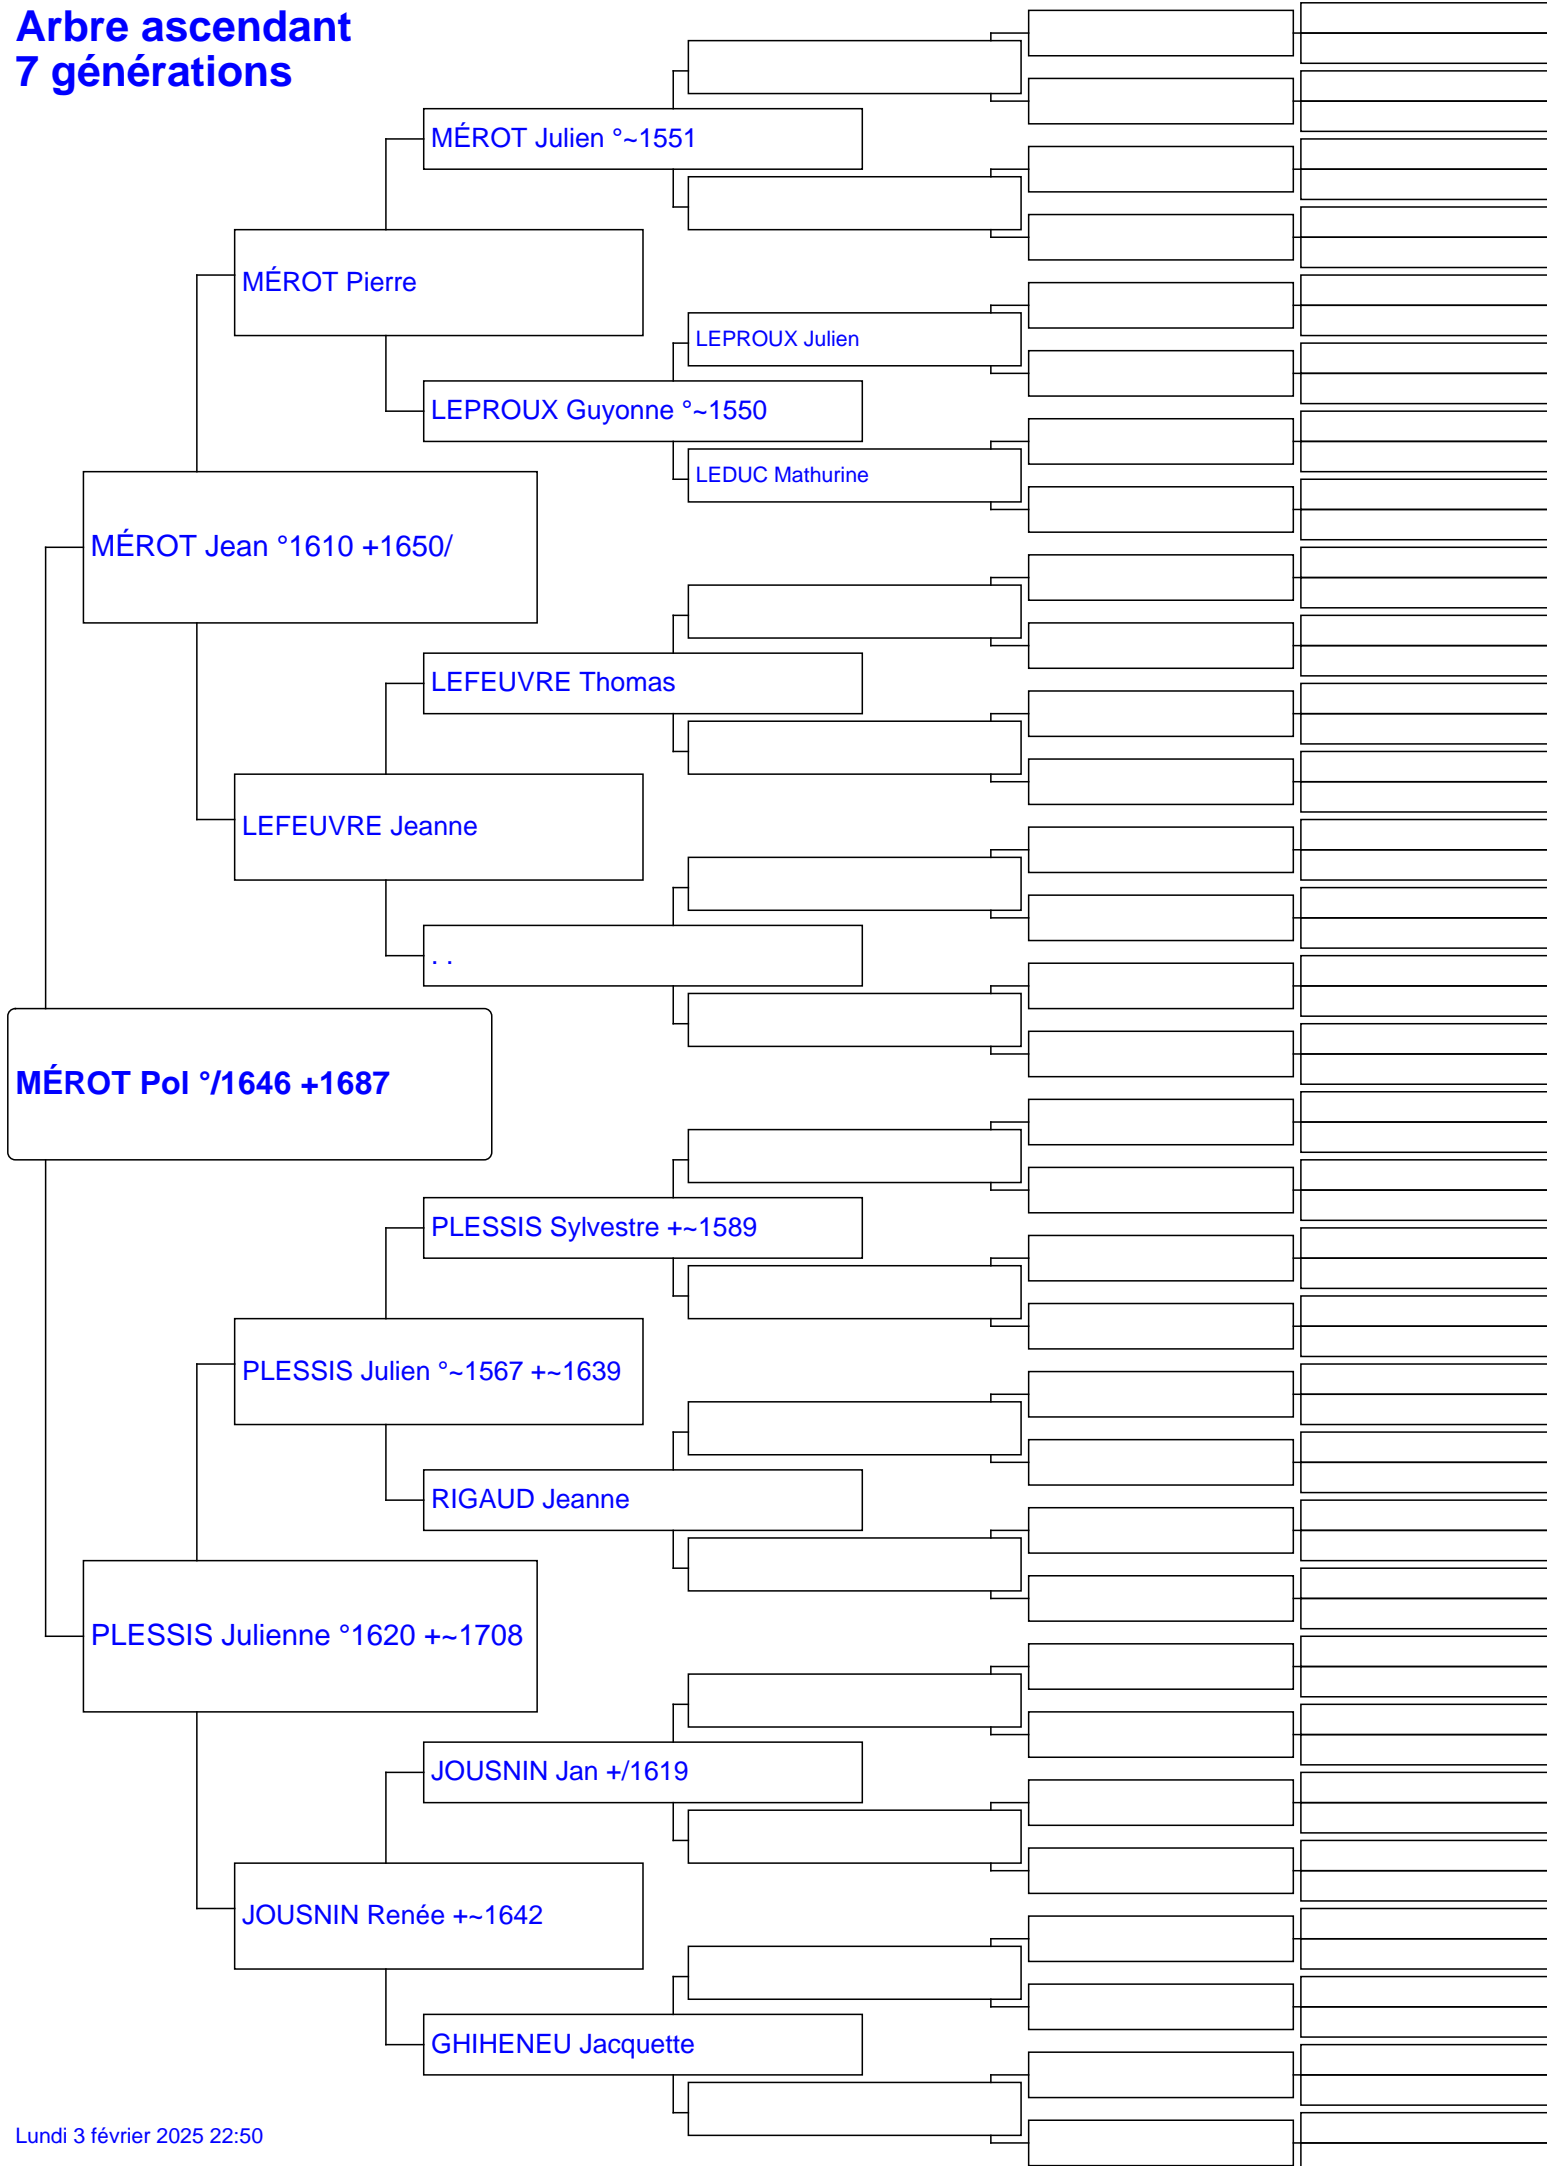 Arbre ascendant
7 générations
MÉROT Julien °~1551
MÉROT Pierre
LEPROUX Julien
LEPROUX Guyonne °~1550
LEDUC Mathurine
MÉROT Jean °1610 +1650/
LEFEUVRE Thomas
LEFEUVRE Jeanne
. .
MÉROT Pol °/1646 +1687
PLESSIS Sylvestre +~1589
PLESSIS Julien °~1567 +~1639
RIGAUD Jeanne
PLESSIS Julienne °1620 +~1708
JOUSNIN Jan +/1619
JOUSNIN Renée +~1642
GHIHENEU Jacquette
Lundi 3 février 2025 22:50